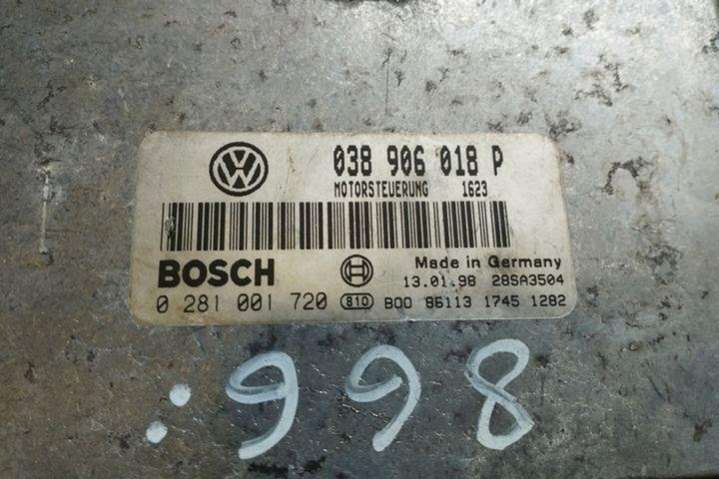 VW
038 906 018 P
MOTORSTEUERUNG 1623
BOSCH
Made in Germany
13.01.98 28SA3504
0 281 001 720 810 B00 86113 1745 1282
:998